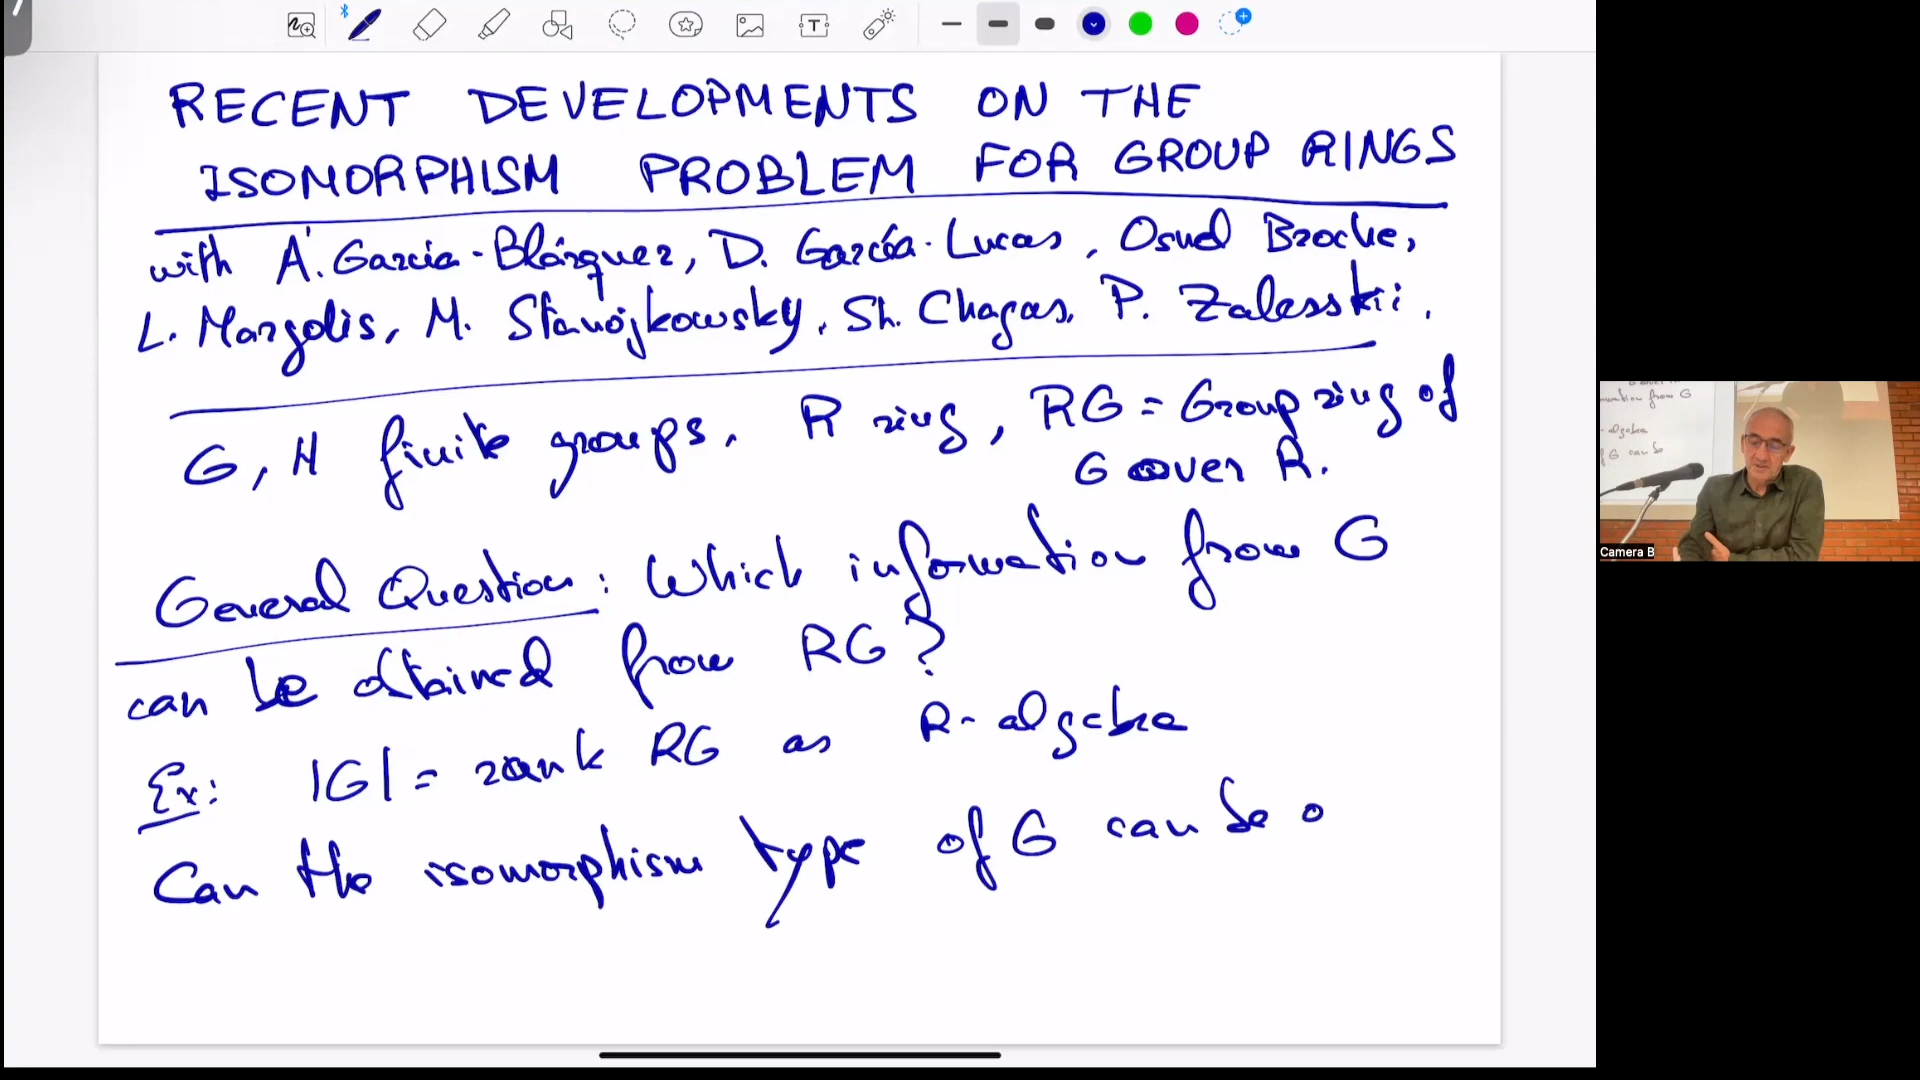 RECENT DEVELOPMENTS ON THE
ISOMORPHISM PROBLEM FOR GROUP RINGS
with A. García-Blázquez, D. García-Lucas, Osnel Broche,
L. Margolis, M. Stanojkowsky, Sh. Chagas, P. Zalesskii.
G, H finite groups. R ring, RG = Group ring of
G over R.
General Question: Which information from G
can be obtained from RG?
Ex: |G| = rank RG as R-algebra
Can the isomorphism type of G can be o
Camera B